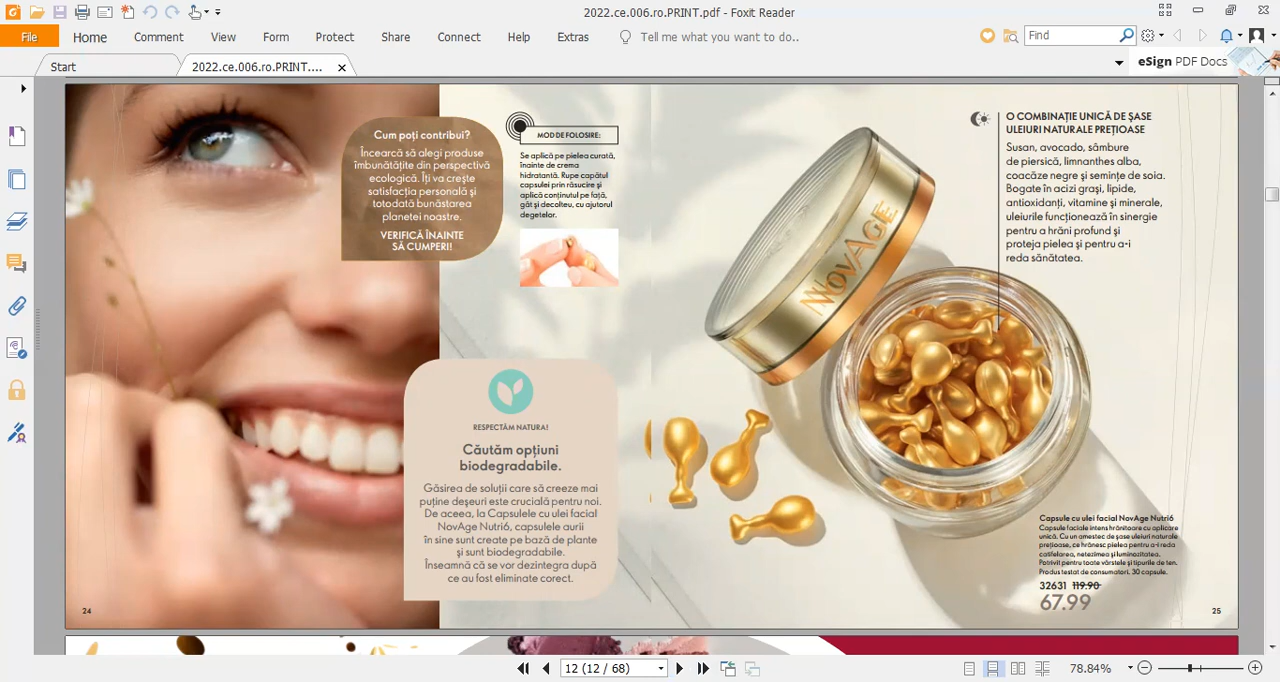 2022.ce.006.ro.PRINT.pdf - Foxit Reader
File
Home
Comment
View
Form
Protect
Share
Connect
Help
Extras
Tell me what you want to do..
Find
Start
2022.ce.006.ro.PRINT....
eSign PDF Docs
Cum poți contribui?
Încearcă să alegi produse
îmbunătățite din perspectivă
ecologică. Îți va crește
satisfacția personală și
totodată bunăstarea
planetei noastre.
VERIFICĂ ÎNAINTE
SĂ CUMPERI!
MOD DE FOLOSIRE:
Se aplică pe pielea curată,
înainte de crema
hidratantă. Rupe capătul
capsulei prin răsucire și
aplică conținutul pe față,
gât și decolteu, cu ajutorul
degetelor.
RESPECTĂM NATURA!
Căutăm opțiuni
biodegradabile.
Găsirea de soluții care să creeze mai
puține deșeuri este crucială pentru noi.
De aceea, la Capsulele cu ulei facial
NovAge Nutri6, capsulele aurii
în sine sunt create pe bază de plante
și sunt biodegradabile.
Înseamnă că se vor dezintegra după
ce au fost eliminate corect.
24
NOVAGE
O COMBINAȚIE UNICĂ DE ȘASE
ULEIURI NATURALE PREȚIOASE
Susan, avocado, sâmbure
de piersică, limnanthes alba,
coacăze negre și semințe de soia.
Bogate în acizi grași, lipide,
antioxidanți, vitamine și minerale,
uleiurile funcționează în sinergie
pentru a hrăni profund și
proteja pielea și pentru a-i
reda sănătatea.
Capsule cu ulei facial NovAge Nutri6
Capsule faciale intens hrănitoare cu aplicare
unică. Cu un amestec de șase uleiuri naturale
prețioase, ce hrănesc pielea pentru a-i reda
catifelarea, netezimea și luminozitatea.
Potrivit pentru toate vârstele și tipurile de ten.
Produs testat de consumatori. 30 capsule.
32631 119.90
67.99
25
12 (12 / 68)
78.84%